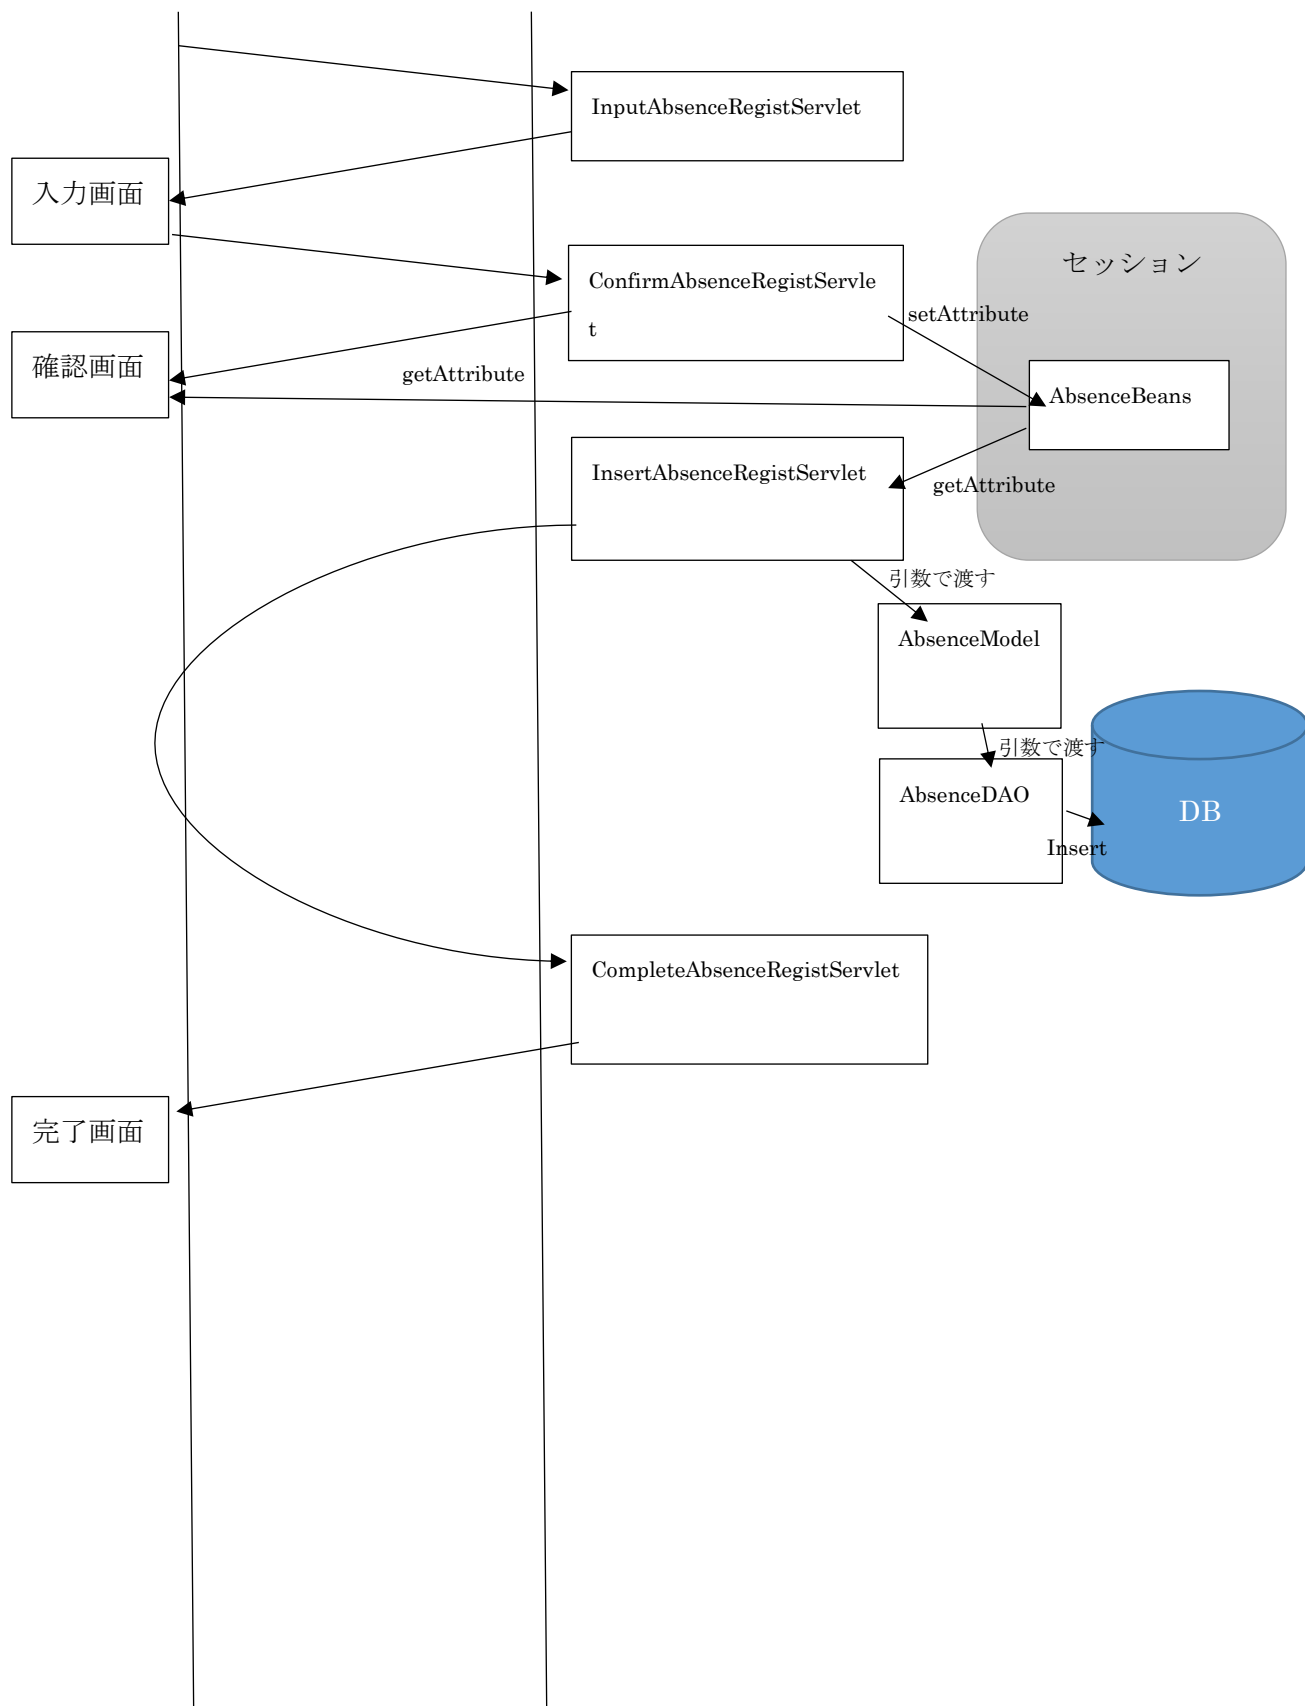 InputAbsenceRegistServlet
入力画面
セッション
ConfirmAbsenceRegistServle
t
setAttribute
確認画面
getAttribute
AbsenceBeans
InsertAbsenceRegistServlet
getAttribute
引数で渡す
AbsenceModel
引数で渡す
AbsenceDAO
DB
Insert
CompleteAbsenceRegistServlet
完了画面